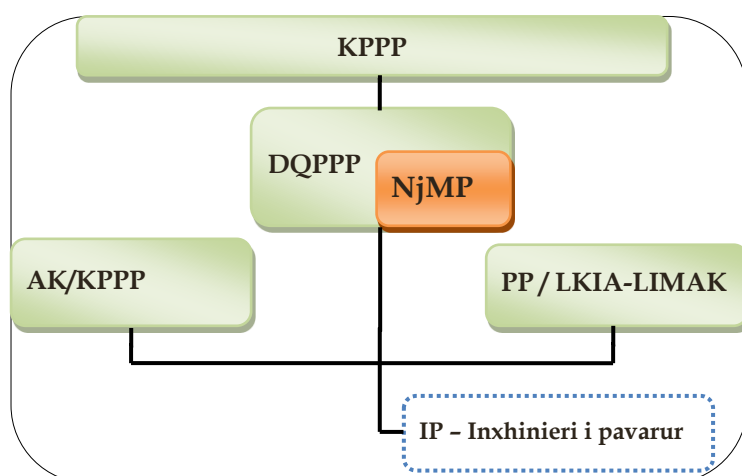 KPPP
DQPPP
NjMP
AK/KPPP
PP / LKIA-LIMAK
IP – Inxhinieri i pavarur